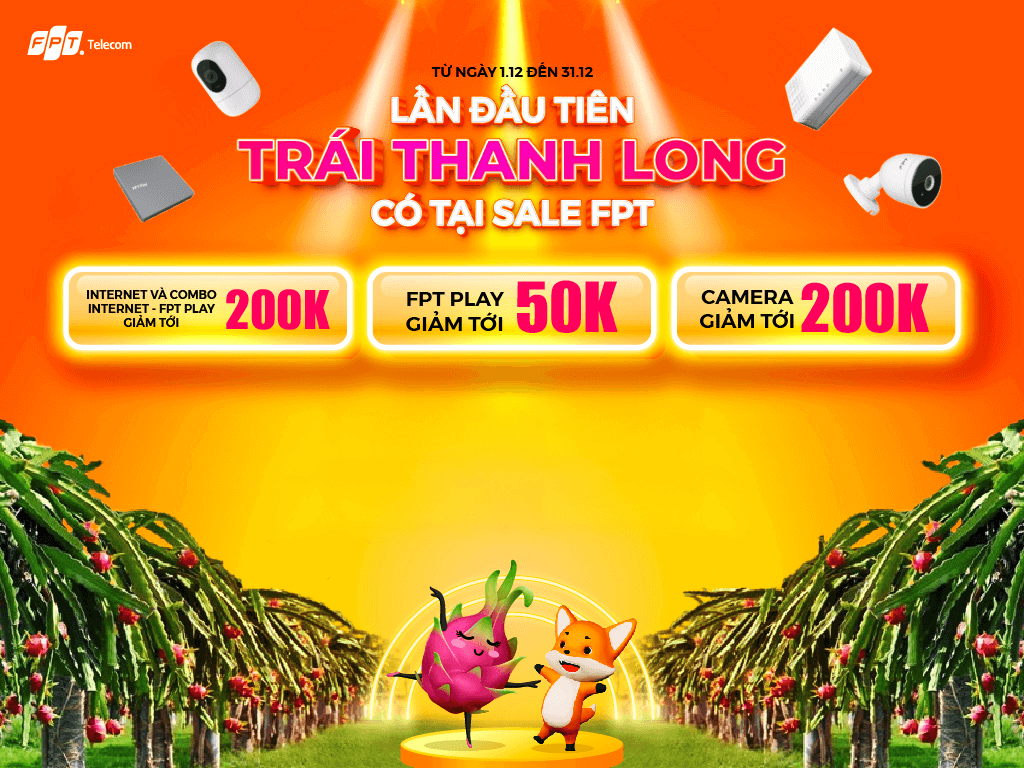 FPT. Telecom
TỪ NGÀY 1.12 ĐẾN 31.12
LẦN ĐẦU TIÊN
TRÁI THANH LONG
CÓ TẠI SALE FPT
INTERNET VÀ COMBO
INTERNET - FPT PLAY
GIẢM TỚI
200K
FPT PLAY
GIẢM TỚI
50K
CAMERA
GIẢM TỚI
200K